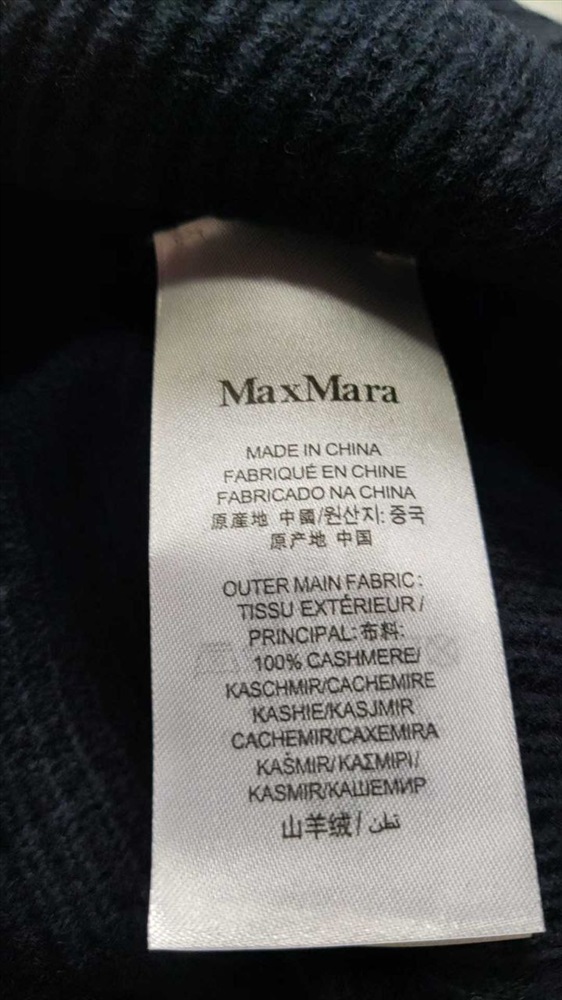 MaxMara
MADE IN CHINA
FABRIQUÉ EN CHINE
FABRICADO NA CHINA
原産地 中國/원산지: 중국
原产地 中国
OUTER MAIN FABRIC:
TISSU EXTÉRIEUR /
PRINCIPAL:布料:
100% CASHMERE/
KASCHMIR/CACHEMIRE
KASHIE/KASJMIR
CACHEMIR/CAXEMIRA
KAŠMIR/ ΚΑΣΜΙΡΙ/
KASMIR/КАШЕМИР
山羊绒/ قطن